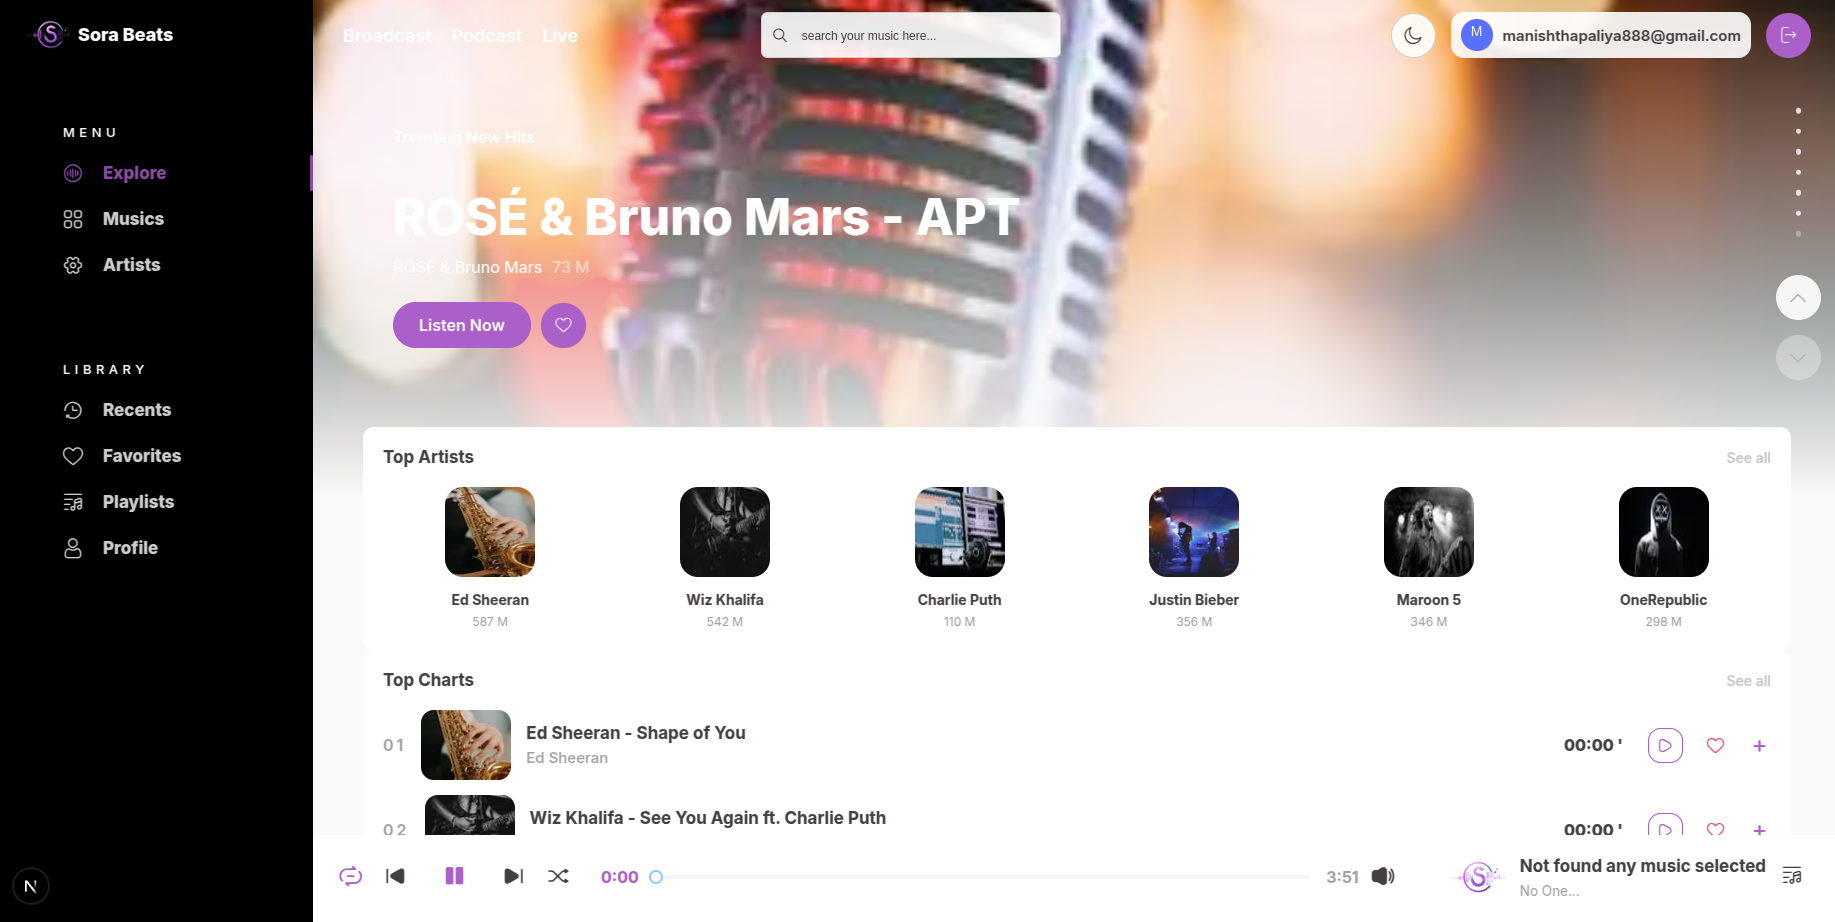 Sora Beats
Broadcast Podcast Live
search your music here...
M
manishthapaliya888@gmail.com
MENU
Explore
Musics
Artists
LIBRARY
Recents
Favorites
Playlists
Profile
N
Trending New Hits
ROSÉ & Bruno Mars - APT
ROSÉ & Bruno Mars 73 M
Listen Now
Top Artists
See all
Ed Sheeran
587 M
Wiz Khalifa
542 M
Charlie Puth
110 M
Justin Bieber
356 M
Maroon 5
346 M
OneRepublic
298 M
Top Charts
See all
01
Ed Sheeran - Shape of You
Ed Sheeran
00:00 '
02
Wiz Khalifa - See You Again ft. Charlie Puth
00:00 '
0:00
3:51
S
Not found any music selected
No One...